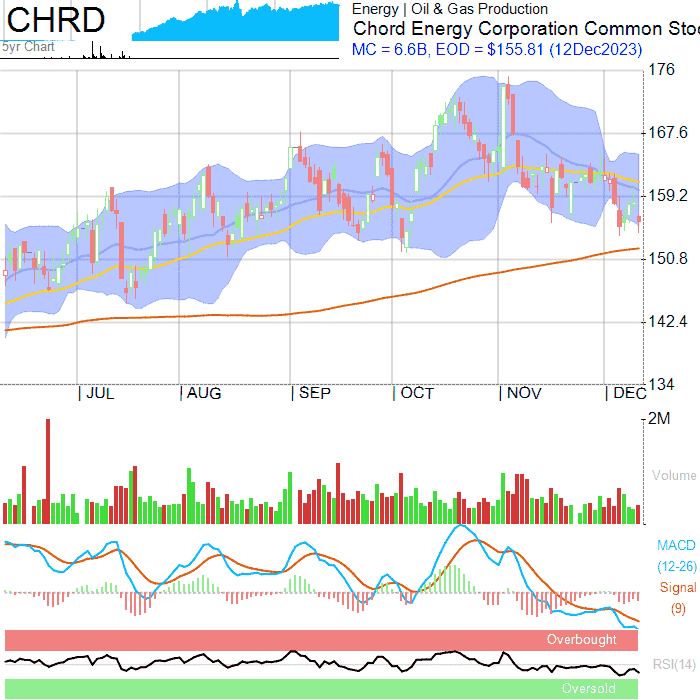 CHRD
Energy | Oil & Gas Production
Chord Energy Corporation Common Sto
MC = 6.6B, EOD = $155.81 (12Dec2023)
5yr Chart
176
167.6
159.2
150.8
142.4
134
| JUL | AUG | SEP | OCT | NOV | DEC
2M
Volume
MACD
(12-26)
Signal
(9)
Overbought
RSI(14)
Oversold